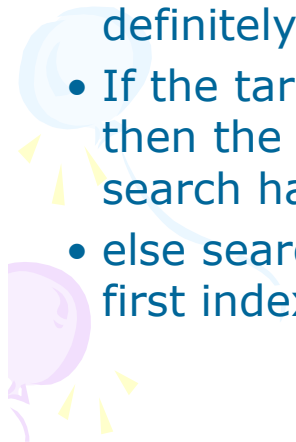 definitely
• If the tar
then the
search ha
• else sear
first index